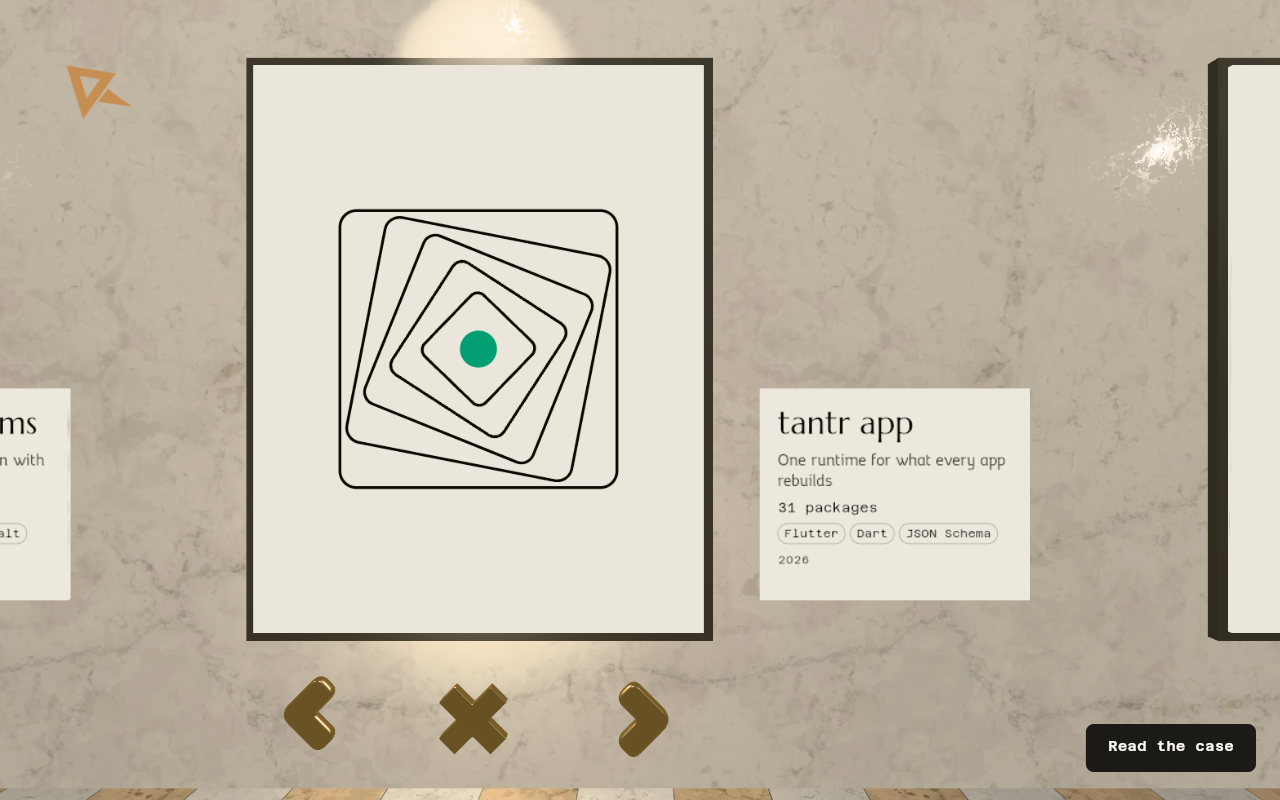 ms
n with
alt
tantr app
One runtime for what every app
rebuilds
31 packages
Flutter Dart JSON Schema
2026
Read the case